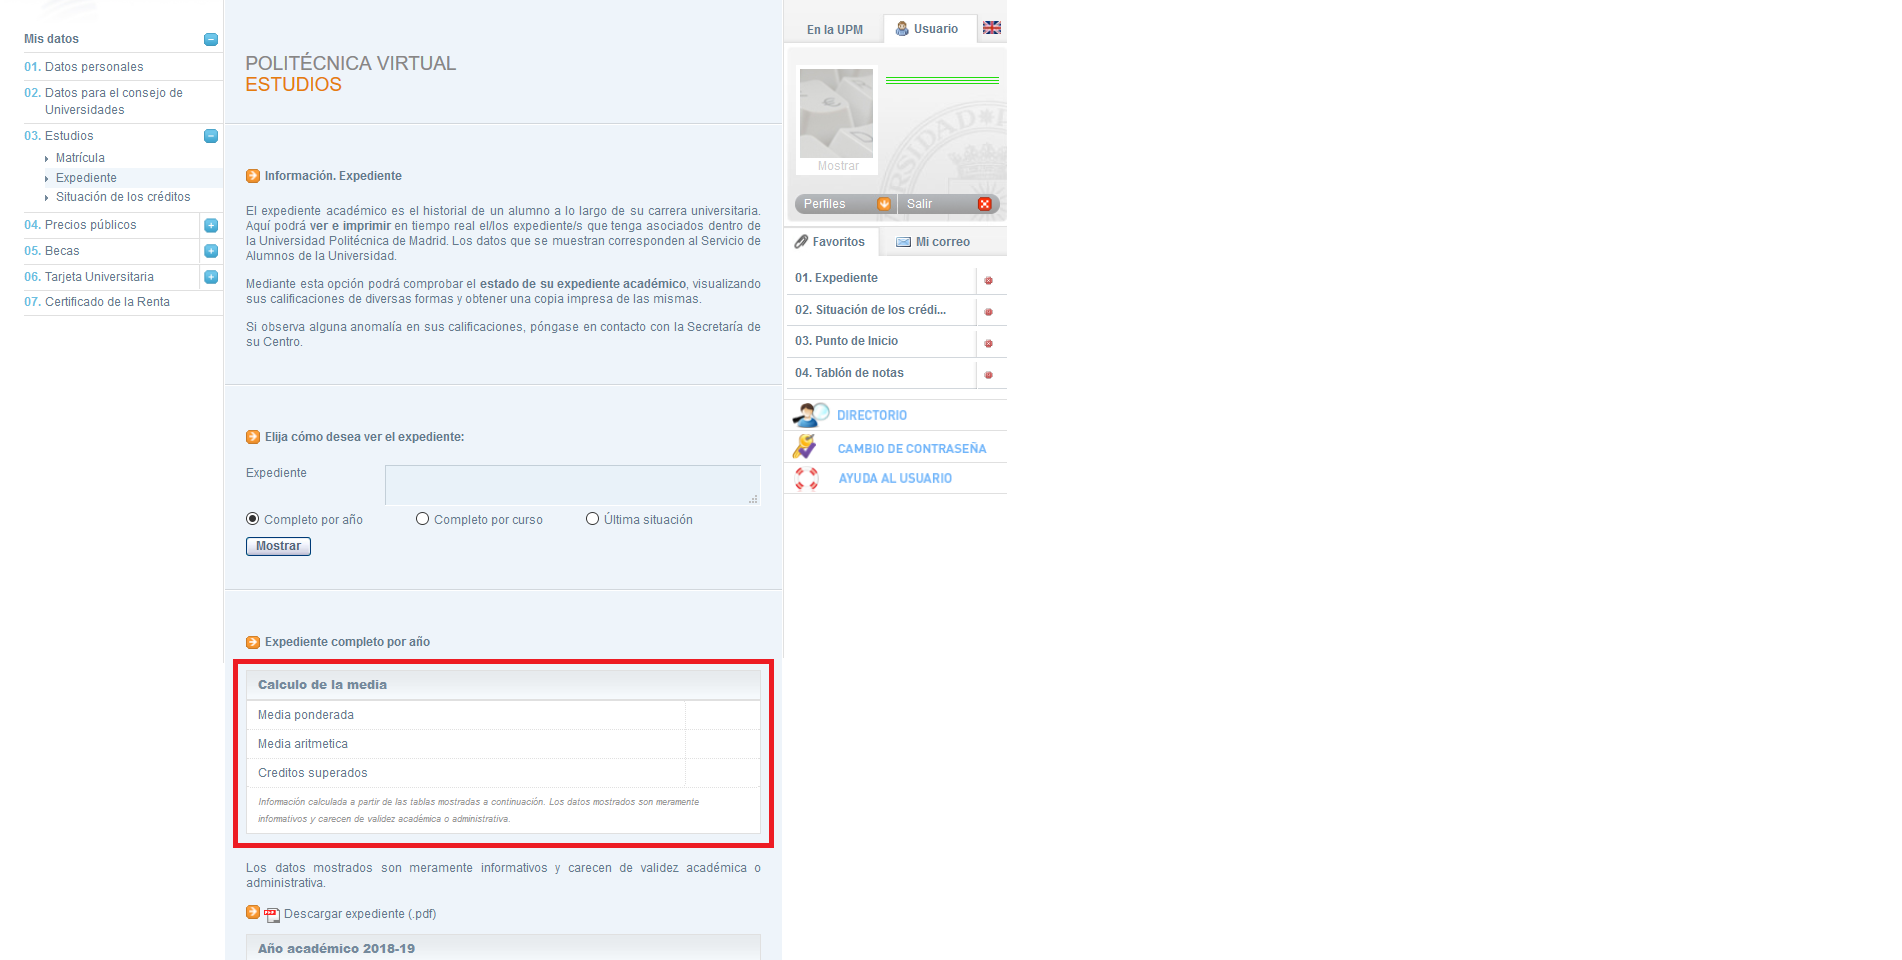 Mis datos
01. Datos personales
02. Datos para el consejo de
Universidades
03. Estudios
Matrícula
Expediente
Situación de los créditos
04. Precios públicos
05. Becas
06. Tarjeta Universitaria
07. Certificado de la Renta
POLITÉCNICA VIRTUAL
ESTUDIOS
Información. Expediente
El expediente académico es el historial de un alumno a lo largo de su carrera universitaria.
Aquí podrá ver e imprimir en tiempo real el/los expediente/s que tenga asociados dentro de
la Universidad Politécnica de Madrid. Los datos que se muestran corresponden al Servicio de
Alumnos de la Universidad.
Mediante esta opción podrá comprobar el estado de su expediente académico, visualizando
sus calificaciones de diversas formas y obtener una copia impresa de las mismas.
Si observa alguna anomalía en sus calificaciones, póngase en contacto con la Secretaría de
su Centro.
Elija cómo desea ver el expediente:
Expediente
Completo por año Completo por curso Última situación
Mostrar
Expediente completo por año
Calculo de la media
Media ponderada
Media aritmetica
Creditos superados
Información calculada a partir de las tablas mostradas a continuación. Los datos mostrados son meramente
informativos y carecen de validez académica o administrativa.
Los datos mostrados son meramente informativos y carecen de validez académica o
administrativa.
Descargar expediente (.pdf)
Año académico 2018-19
En la UPM Usuario
Mostrar
Perfiles Salir
Favoritos Mi correo
01. Expediente
02. Situación de los crédi...
03. Punto de Inicio
04. Tablón de notas
DIRECTORIO
CAMBIO DE CONTRASEÑA
AYUDA AL USUARIO